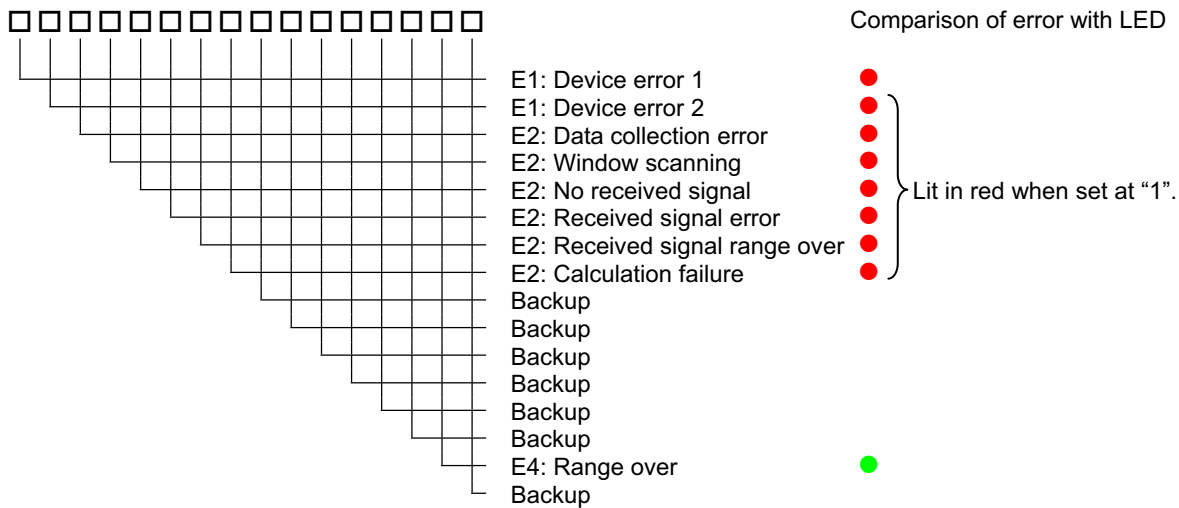 Comparison of error with LED
E1: Device error 1
E1: Device error 2
E2: Data collection error
E2: Window scanning
E2: No received signal
Lit in red when set at “1”.
E2: Received signal error
E2: Received signal range over
E2: Calculation failure
Backup
Backup
Backup
Backup
Backup
Backup
E4: Range over
Backup